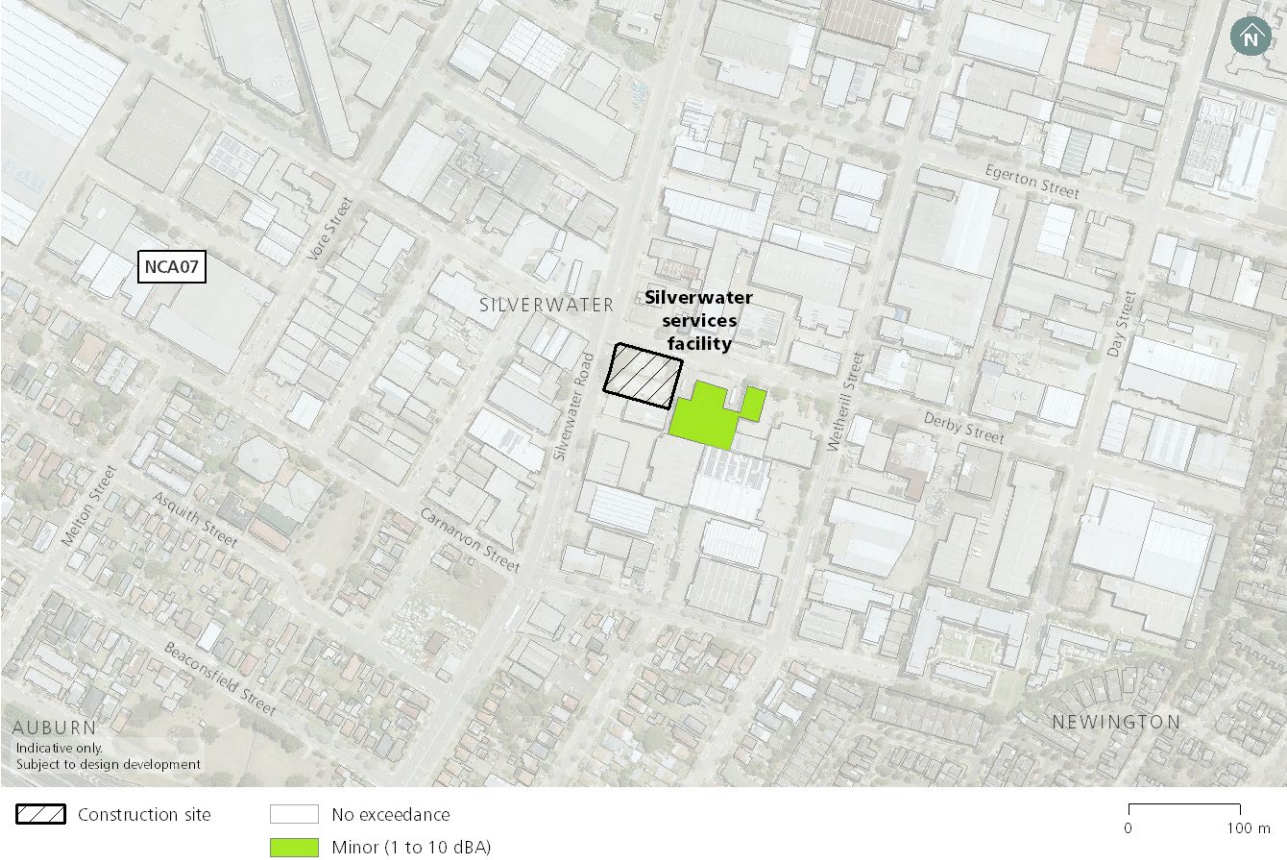 N
Egerton Street
Vore Street
NCA07
SILVERWATER
Silverwater
services
facility
Day Street
Silverwater Road
Wetherill Street
Derby Street
Melton Street
Asquith Street
Carnarvon Street
Beaconsfield Street
AUBURN
NEWINGTON
Indicative only.
Subject to design development
Construction site
No exceedance
Minor (1 to 10 dBA)
0
100 m